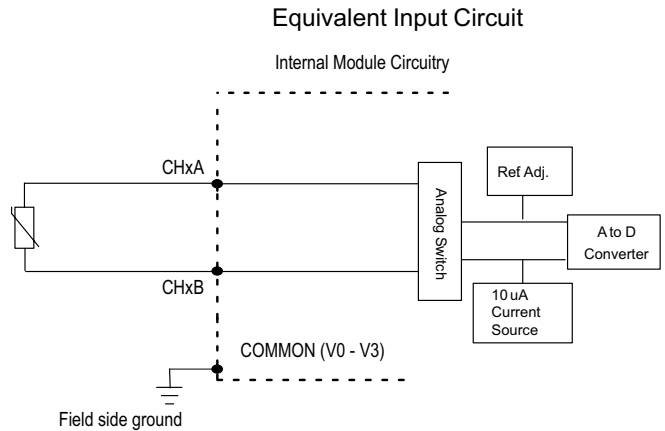 Equivalent Input Circuit
Internal Module Circuitry
CHxA
Ref Adj.
Analog Switch
A to D
Converter
CHxB
10 uA
Current
Source
COMMON (V0 - V3)
Field side ground